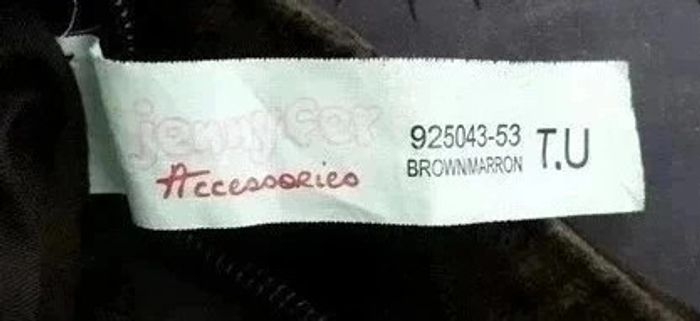 jennyfer
Accessories
925043-53
BROWNMARRON
T.U